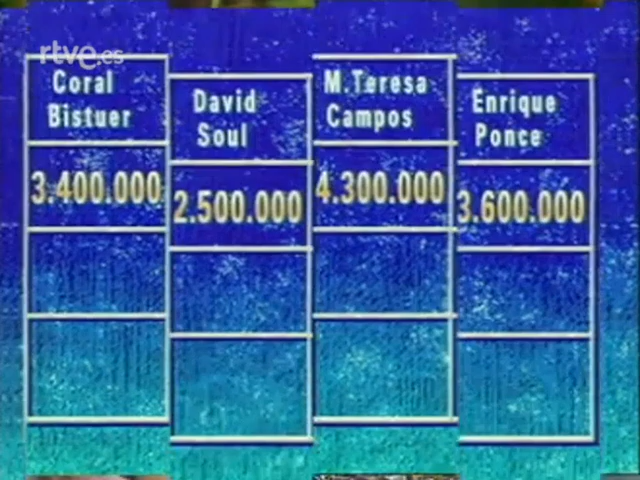 rtve.es
Coral
Bistuer
3.400.000
David
Soul
2.500.000
M.Teresa
Campos
4.300.000
Enrique
Ponce
3.600.000